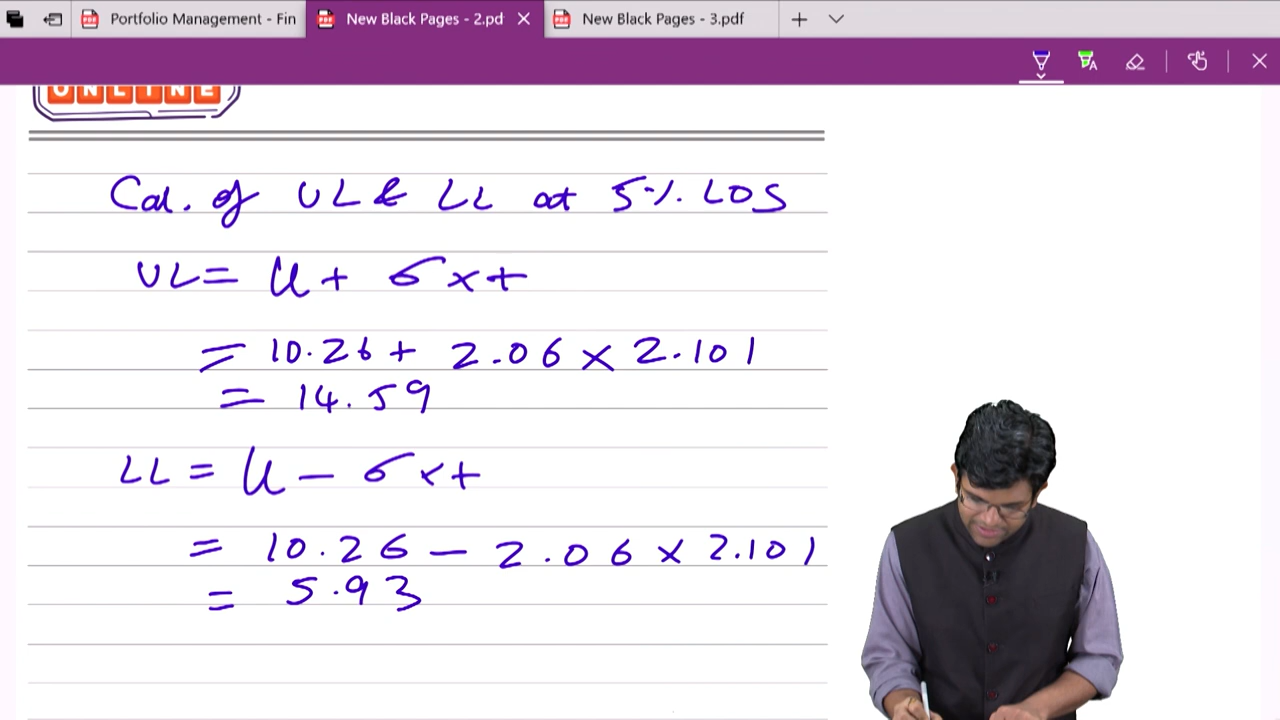 Portfolio Management - Fin
New Black Pages - 2.pd
New Black Pages - 3.pdf
ONLINE
Cal. of UL & LL at 5% LOS
UL = μ + σ x t
= 10.26 + 2.06 × 2.101
= 14.59
LL = μ - σ x t
= 10.26 - 2.06 × 2.101
= 5.93